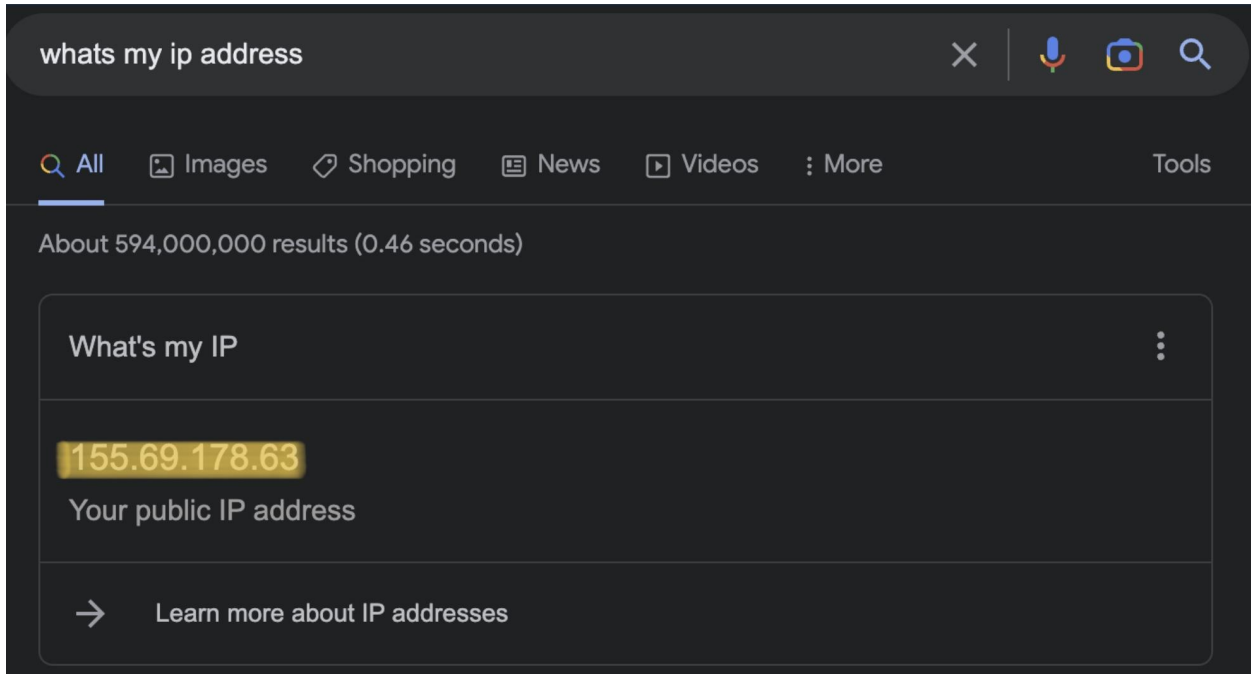 whats my ip address
All Images Shopping News Videos More Tools
About 594,000,000 results (0.46 seconds)
What's my IP
155.69.178.63
Your public IP address
Learn more about IP addresses